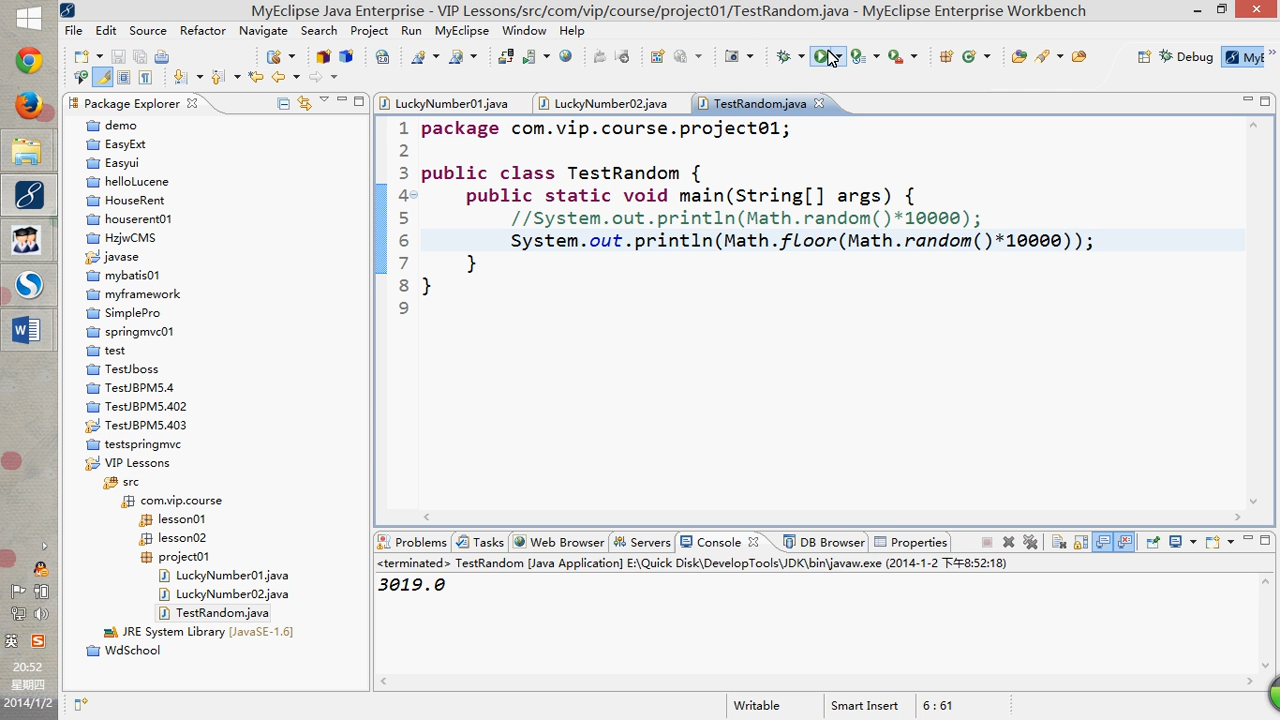 MyEclipse Java Enterprise - VIP Lessons/src/com/vip/course/project01/TestRandom.java - MyEclipse Enterprise Workbench
File Edit Source Refactor Navigate Search Project Run MyEclipse Window Help
Debug MyE
Package Explorer
demo
EasyExt
Easyui
helloLucene
HouseRent
houserent01
HzjwCMS
javase
mybatis01
myframework
SimplePro
springmvc01
test
TestJboss
TestJBPM5.4
TestJBPM5.402
TestJBPM5.403
testspringmvc
VIP Lessons
src
com.vip.course
lesson01
lesson02
project01
LuckyNumber01.java
LuckyNumber02.java
TestRandom.java
JRE System Library [JavaSE-1.6]
WdSchool
LuckyNumber01.java LuckyNumber02.java TestRandom.java
1 package com.vip.course.project01;
2
3 public class TestRandom {
4 public static void main(String[] args) {
5 //System.out.println(Math.random()*10000);
6 System.out.println(Math.floor(Math.random()*10000));
7 }
8 }
9
Problems Tasks Web Browser Servers Console DB Browser Properties
<terminated> TestRandom [Java Application] E:\Quick Disk\DevelopTools\JDK\bin\javaw.exe (2014-1-2 下午8:52:18)
3019.0
Writable Smart Insert 6 : 61
英
20:52
星期四
2014/1/2